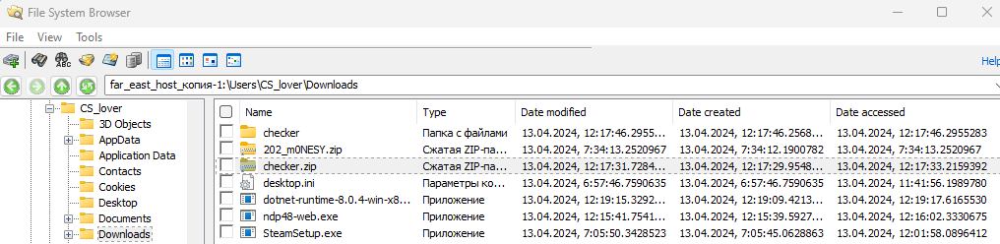 File System Browser
File View Tools
ABC Help
far_east_host_копия-1:\Users\CS_lover\Downloads
CS_lover
3D Objects
AppData
Application Data
Contacts
Cookies
Desktop
Documents
Downloads
Name Type Date modified Date created Date accessed
checker Папка с файлами 13.04.2024, 12:17:46.2955... 13.04.2024, 12:17:46.2568... 13.04.2024, 12:17:46.2955283
202_m0NESY.zip Сжатая ZIP-па... 13.04.2024, 7:34:13.2520967 13.04.2024, 7:34:12.1900782 13.04.2024, 7:34:13.2520967
checker.zip Сжатая ZIP-па... 13.04.2024, 12:17:31.7284... 13.04.2024, 12:17:29.9548... 13.04.2024, 12:17:33.2159392
desktop.ini Параметры ко... 13.04.2024, 6:57:46.7590635 13.04.2024, 6:57:46.7590635 13.04.2024, 11:41:56.1989780
dotnet-runtime-8.0.4-win-x8... Приложение 13.04.2024, 12:19:15.3292... 13.04.2024, 12:19:09.4213... 13.04.2024, 12:19:17.6165530
ndp48-web.exe Приложение 13.04.2024, 12:15:41.7541... 13.04.2024, 12:15:39.5927... 13.04.2024, 12:16:02.3330675
SteamSetup.exe Приложение 13.04.2024, 7:05:50.3428523 13.04.2024, 7:05:45.0628863 13.04.2024, 12:01:58.0896412